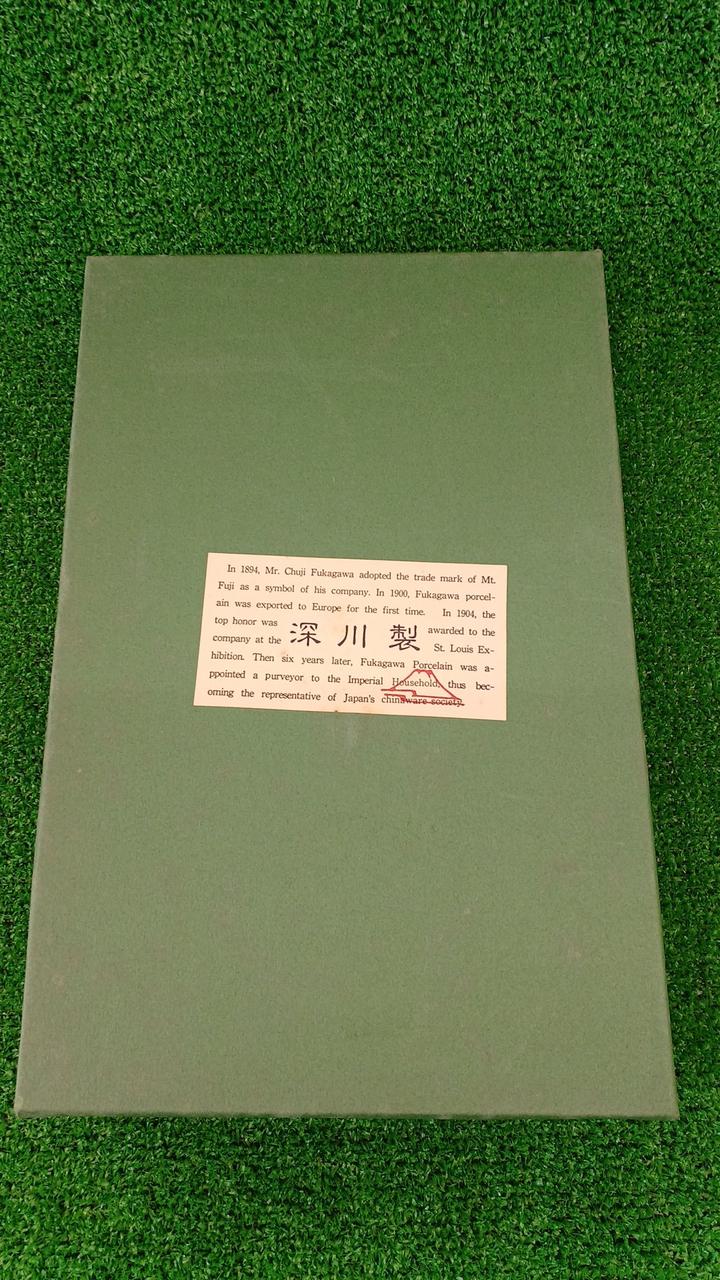 In 1894, Mr. Chuji Fukagawa adopted the trade mark of Mt.
Fuji as a symbol of his company. In 1900, Fukagawa porcel-
ain was exported to Europe for the first time. In 1904, the
top honor was awarded to the
深川製
company at the St. Louis Ex-
hibition. Then six years later, Fukagawa Porcelain was a-
ppointed a purveyor to the Imperial Household, thus bec-
oming the representative of Japan's chinaware society.